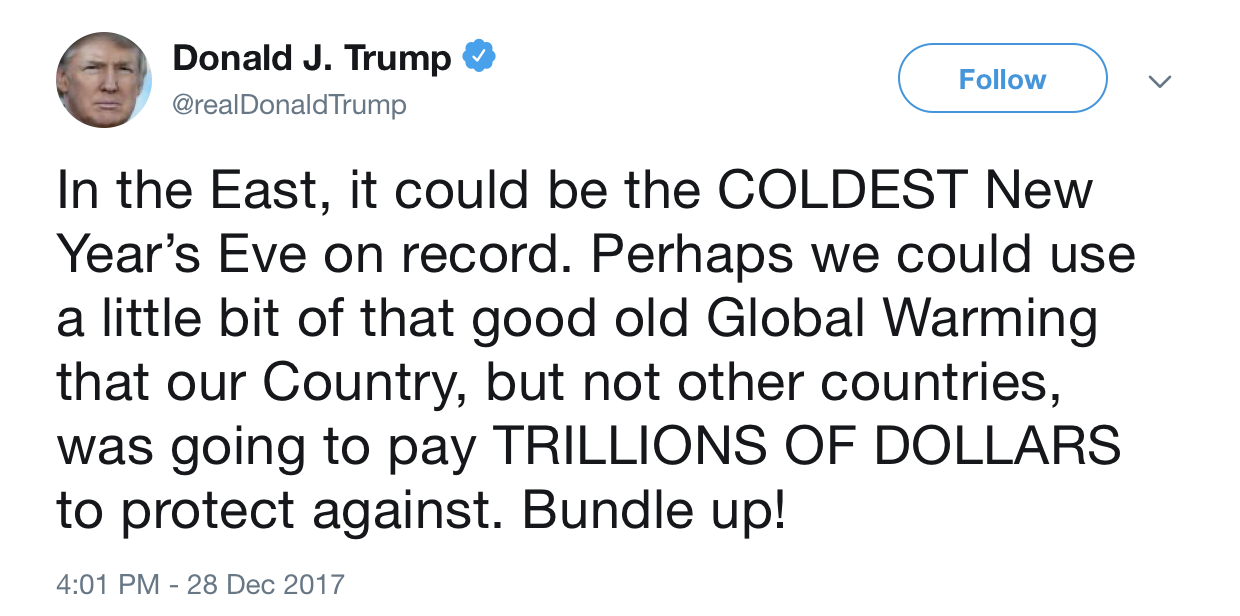 Donald J. Trump
@realDonaldTrump
Follow
In the East, it could be the COLDEST New
Year’s Eve on record. Perhaps we could use
a little bit of that good old Global Warming
that our Country, but not other countries,
was going to pay TRILLIONS OF DOLLARS
to protect against. Bundle up!
4:01 PM - 28 Dec 2017